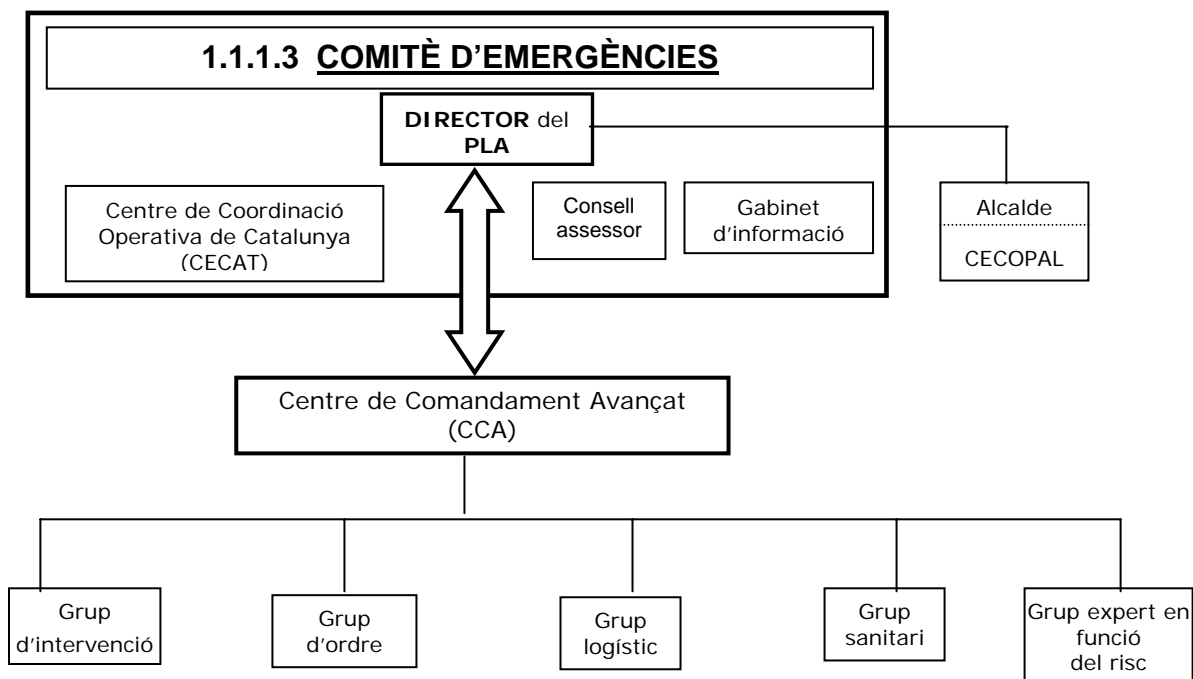 1.1.1.3 COMITÈ D'EMERGÈNCIES
DIRECTOR del
PLA
Centre de Coordinació
Operativa de Catalunya
(CECAT)
Consell
assessor
Gabinet
d'informació
Alcalde
CECOPAL
Centre de Comandament Avançat
(CCA)
Grup
d'intervenció
Grup
d'ordre
Grup
logístic
Grup
sanitari
Grup expert en
funció
del risc